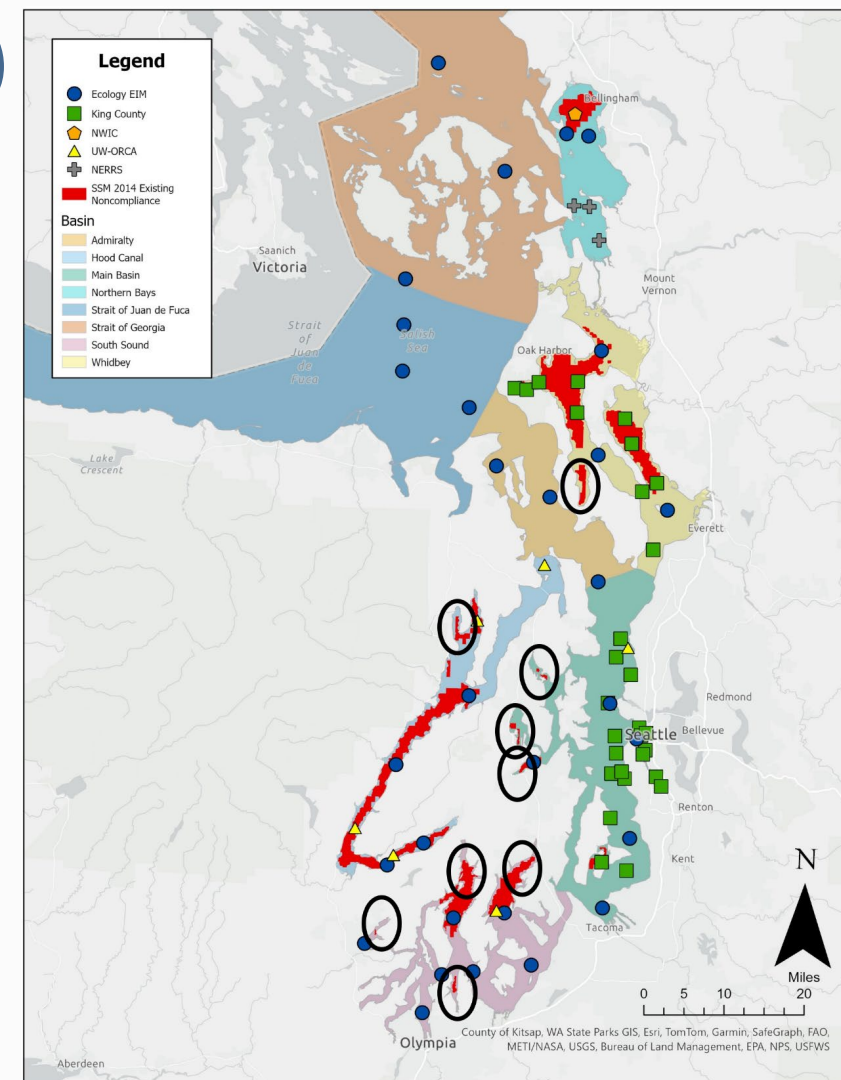 Legend
Ecology EIM
King County
NWIC
UW-ORCA
NERRS
SSM 2014 Existing
Noncompliance
Basin
Admiralty
Hood Canal
Main Basin
Northern Bays
Strait of Juan de Fuca
Strait of Georgia
South Sound
Whidbey
Bellingham
Saanich
Victoria
Mount
Vernon
Strait
of
Juan
de
Fuca
Salish
Sea
Oak Harbor
Lake
Crescent
Everett
Redmond
Seattle
Bellevue
Renton
Kent
N
Tacoma
Miles
0 5 10 20
County of Kitsap, WA State Parks GIS, Esri, TomTom, Garmin, SafeGraph, FAO,
METI/NASA, USGS, Bureau of Land Management, EPA, NPS, USFWS
Olympia
Aberdeen